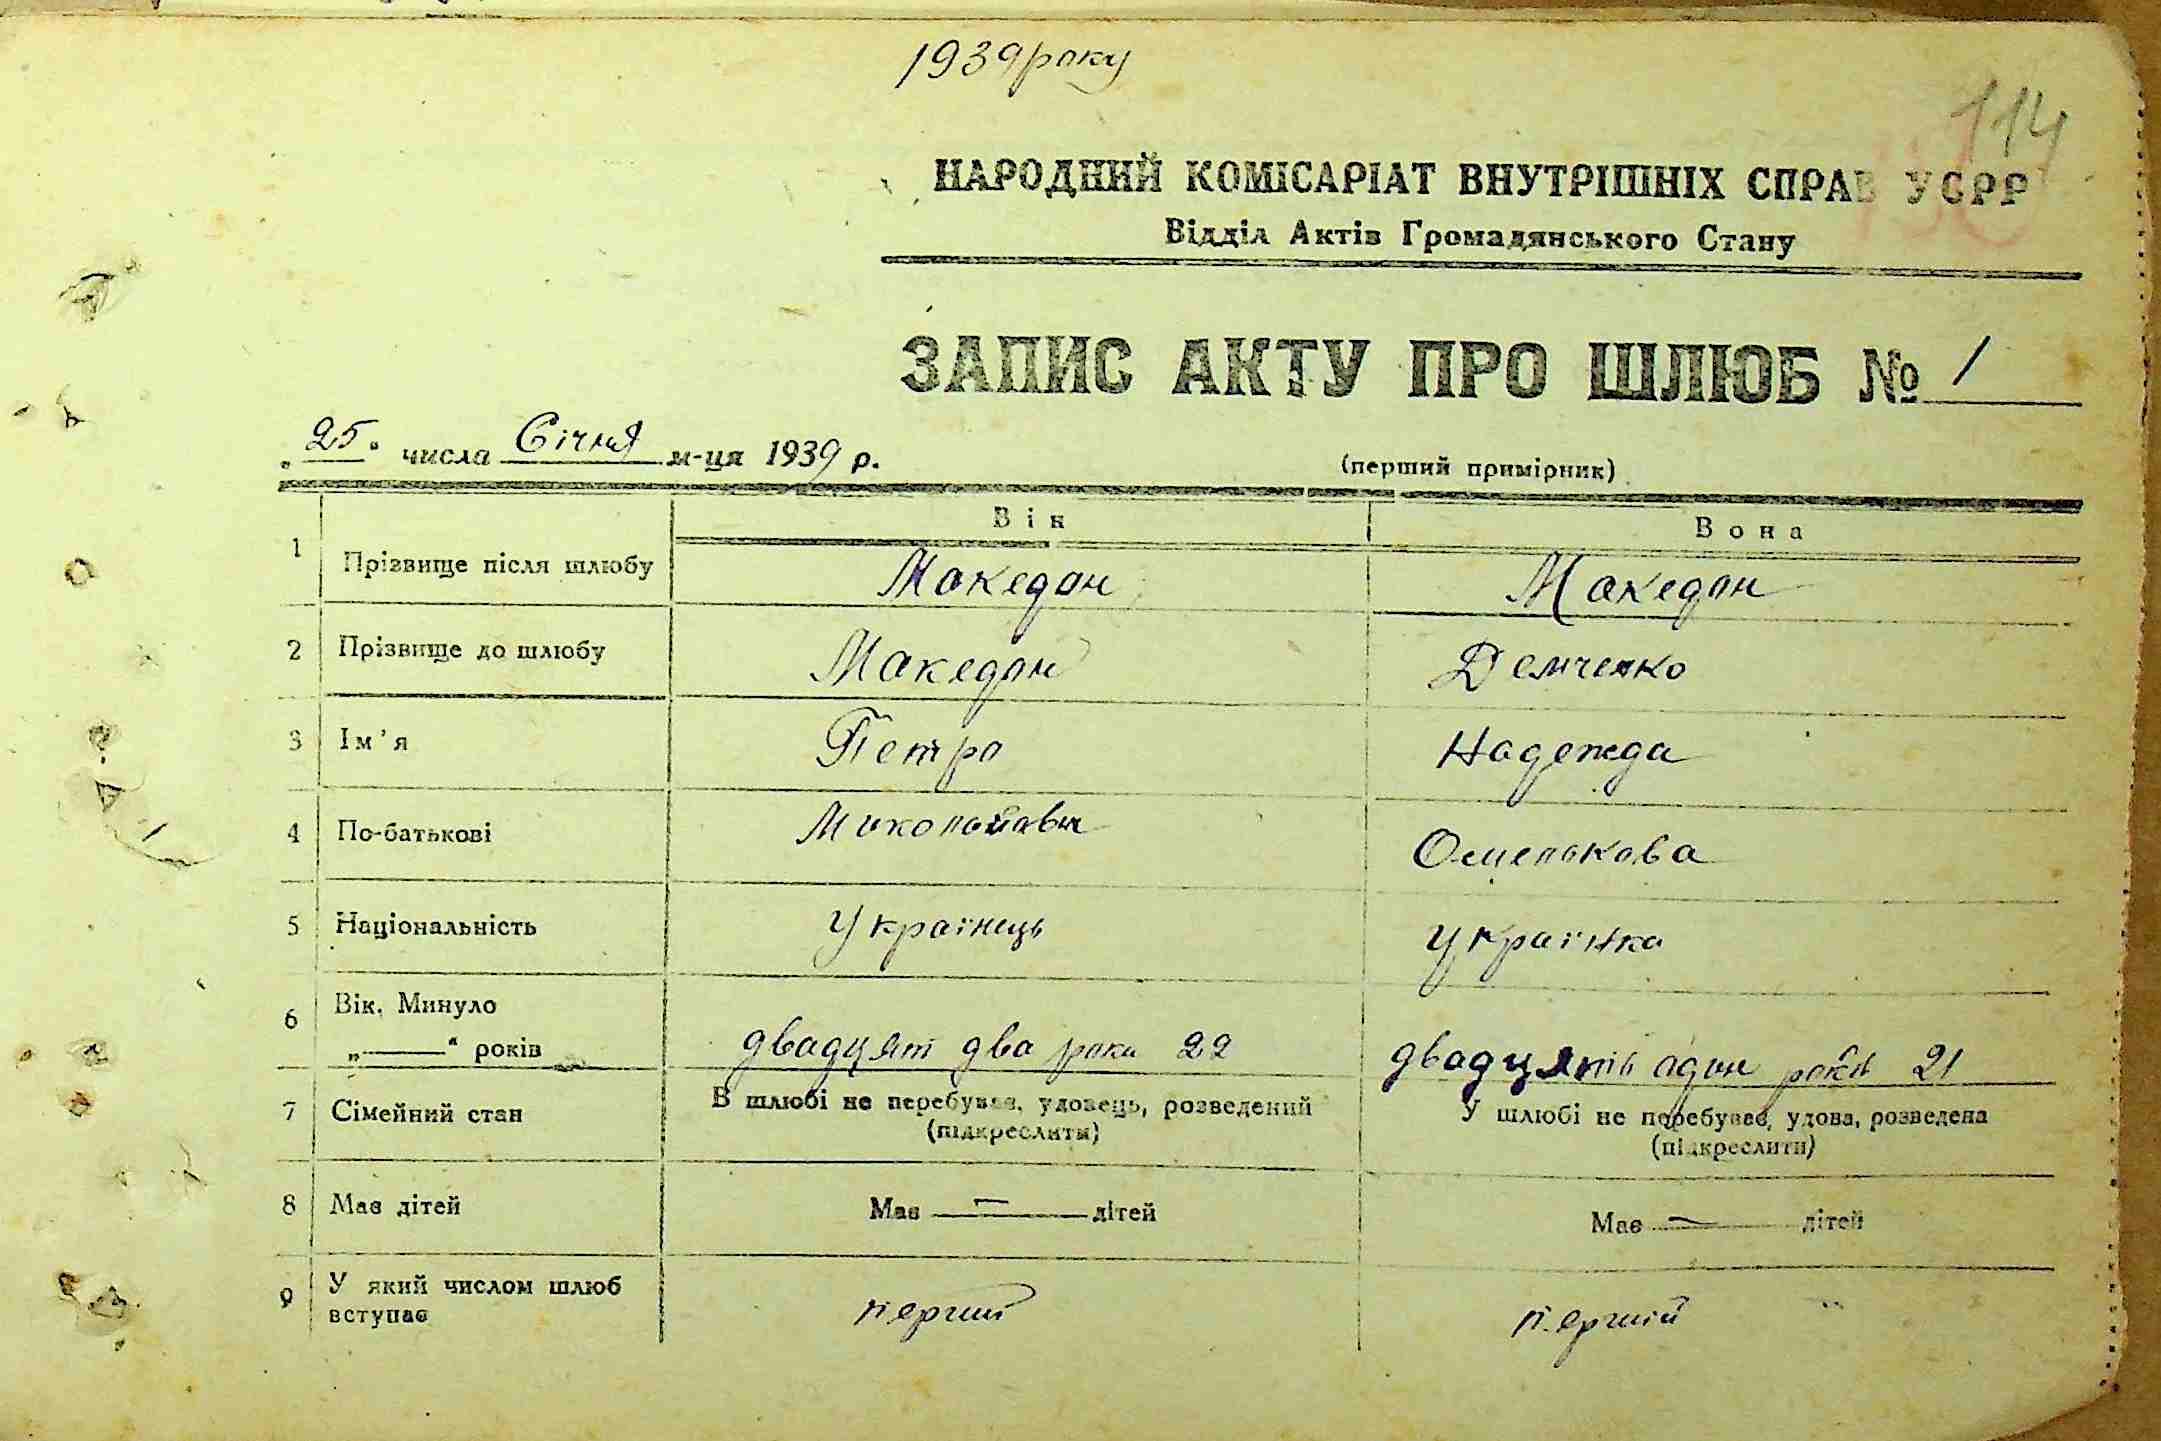 1939 року
114
НАРОДНИЙ КОМІСАРІАТ ВНУТРІШНІХ СПРАВ УСРР
Відділ Актів Громадянського Стану
ЗАПИС АКТУ ПРО ШЛЮБ № 1
„25" числа Січня м-ця 1939 р.
(перший примірник)
Він Вона
1 Прізвище після шлюбу Македон Македон
2 Прізвище до шлюбу Македон Демченко
3 Ім'я Петро Надежда
4 По-батькові Миколайович Омелькова
5 Національність Українець Українка
6 Вік. Минуло
„——" років двадцят два роки 22 двадцять один рокы 21
7 Сімейний стан В шлюбі не перебував, удовець, розведений У шлюбі не перебуває, удова, розведена
(підкреслити) (підкреслити)
8 Має дітей Має — дітей Має — дітей
9 У який числом шлюб
вступає перший перший